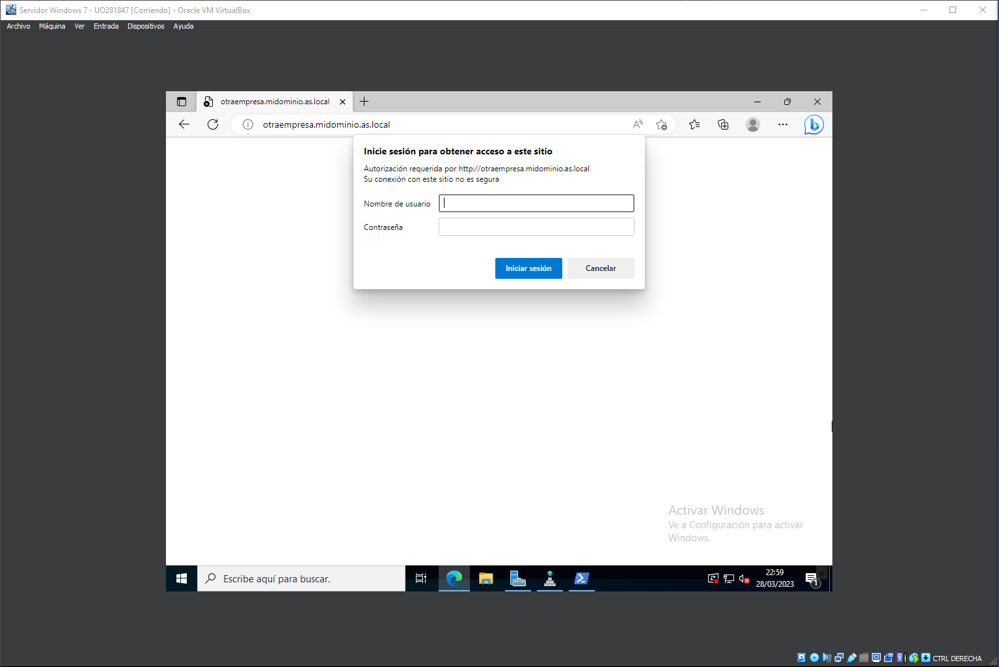 Servidor Windows 7 - UO281847 [Corriendo] - Oracle VM VirtualBox
Archivo Máquina Ver Entrada Dispositivos Ayuda
otraempresa.midominio.as.local
otraempresa.midominio.as.local
Inicie sesión para obtener acceso a este sitio
Autorización requerida por http://otraempresa.midominio.as.local
Su conexión con este sitio no es segura
Nombre de usuario
Contraseña
Iniciar sesión Cancelar
Activar Windows
Ve a Configuración para activar
Windows.
Escribe aquí para buscar.
22:59
28/03/2023
1
CTRL DERECHA